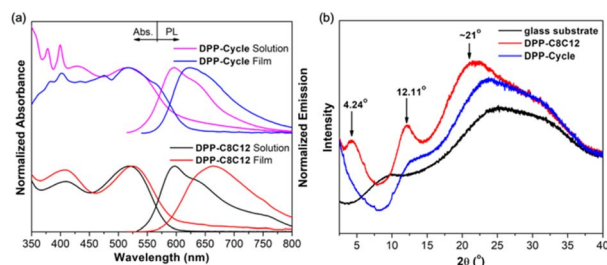 (a)
Abs.
PL
DPP-Cycle Solution
DPP-Cycle Film
DPP-C8C12 Solution
DPP-C8C12 Film
Normalized Absorbance
Normalized Emission
350 400 450 500 550 600 650 700 750 800
Wavelength (nm)
(b)
~21°
glass substrate
DPP-C8C12
DPP-Cycle
4.24°
12.11°
Intensity
5 10 15 20 25 30 35 40
2θ (°)